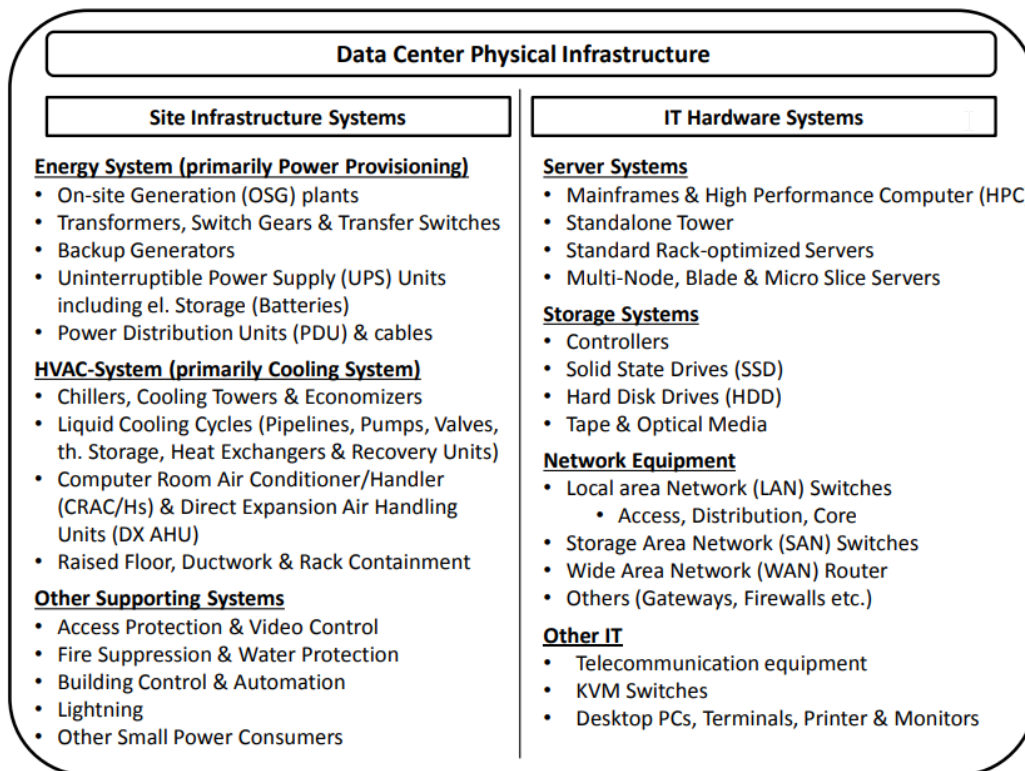 Data Center Physical Infrastructure
Site Infrastructure Systems
Energy System (primarily Power Provisioning)
• On-site Generation (OSG) plants
• Transformers, Switch Gears & Transfer Switches
• Backup Generators
• Uninterruptible Power Supply (UPS) Units
including el. Storage (Batteries)
• Power Distribution Units (PDU) & cables
HVAC-System (primarily Cooling System)
• Chillers, Cooling Towers & Economizers
• Liquid Cooling Cycles (Pipelines, Pumps, Valves,
th. Storage, Heat Exchangers & Recovery Units)
• Computer Room Air Conditioner/Handler
(CRAC/Hs) & Direct Expansion Air Handling
Units (DX AHU)
• Raised Floor, Ductwork & Rack Containment
Other Supporting Systems
• Access Protection & Video Control
• Fire Suppression & Water Protection
• Building Control & Automation
• Lightning
• Other Small Power Consumers
IT Hardware Systems
Server Systems
• Mainframes & High Performance Computer (HPC
• Standalone Tower
• Standard Rack-optimized Servers
• Multi-Node, Blade & Micro Slice Servers
Storage Systems
• Controllers
• Solid State Drives (SSD)
• Hard Disk Drives (HDD)
• Tape & Optical Media
Network Equipment
• Local area Network (LAN) Switches
• Access, Distribution, Core
• Storage Area Network (SAN) Switches
• Wide Area Network (WAN) Router
• Others (Gateways, Firewalls etc.)
Other IT
• Telecommunication equipment
• KVM Switches
• Desktop PCs, Terminals, Printer & Monitors